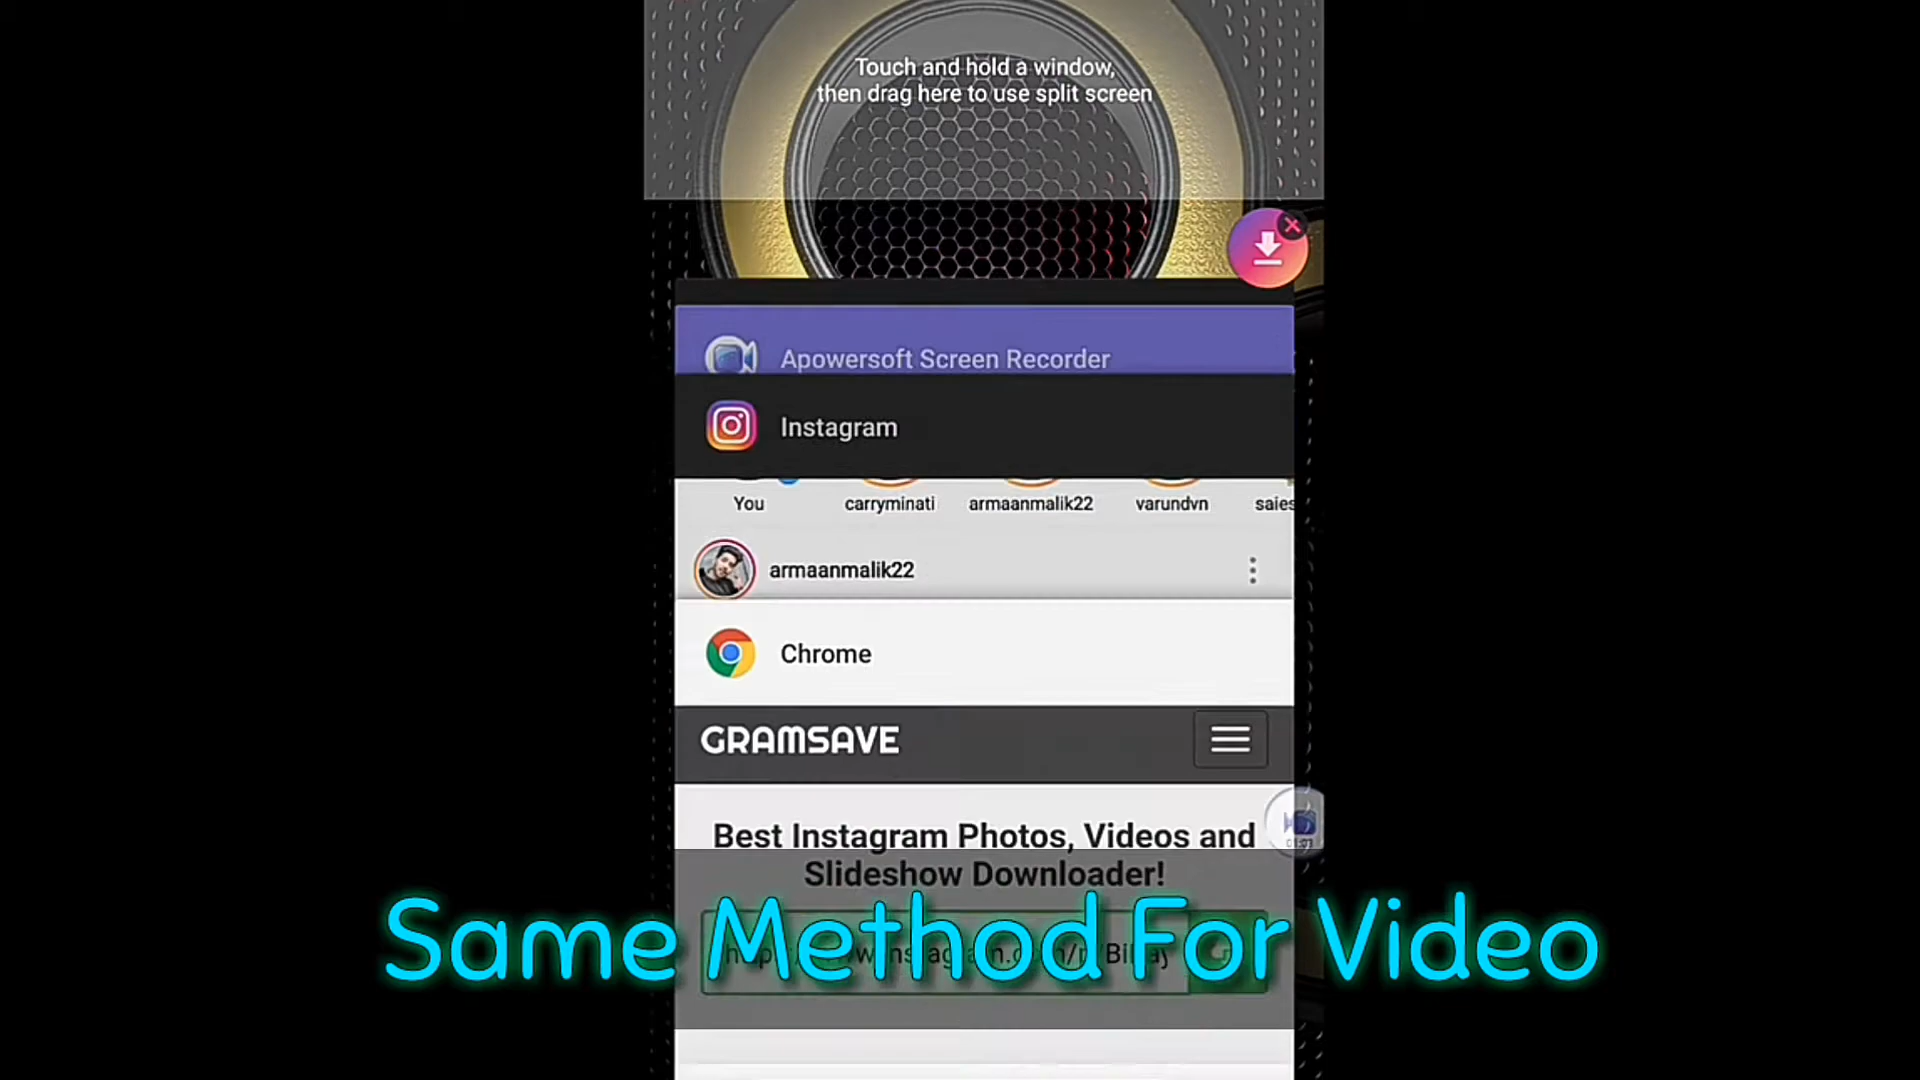 Touch and hold a window,
then drag here to use split screen
Apowersoft Screen Recorder
Instagram
You carryminati armaanmalik22 varundvn
armaanmalik22
Chrome
GRAMSAVE
Best Instagram Photos, Videos and
Slideshow Downloader!
Same Method For Video